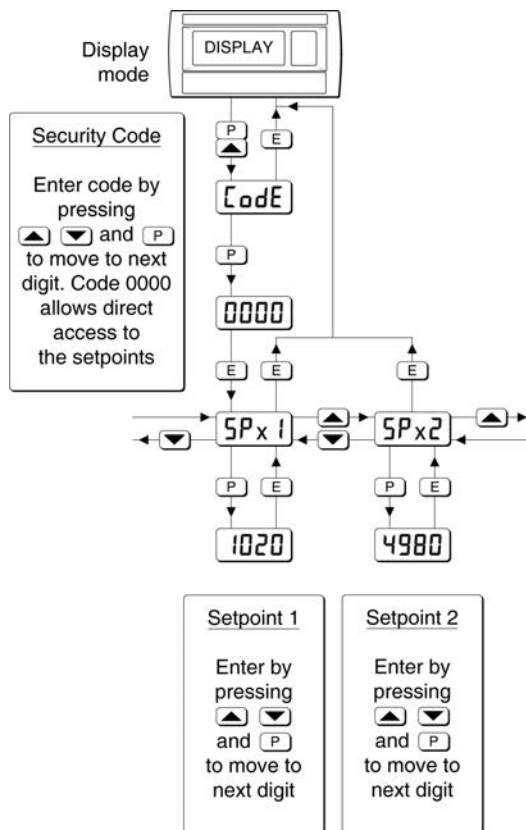 Display
mode
DISPLAY
Security Code
Enter code by
pressing
▲ ▼ and P
to move to next
digit. Code 0000
allows direct
access to
the setpoints
P
▲
E
CodE
P
0000
E
E
E
SPx1
▲
▼
SPx2
▲
▼
P
E
P
E
1020
4980
Setpoint 1
Enter by
pressing
▲ ▼
and P
to move to
next digit
Setpoint 2
Enter by
pressing
▲ ▼
and P
to move to
next digit